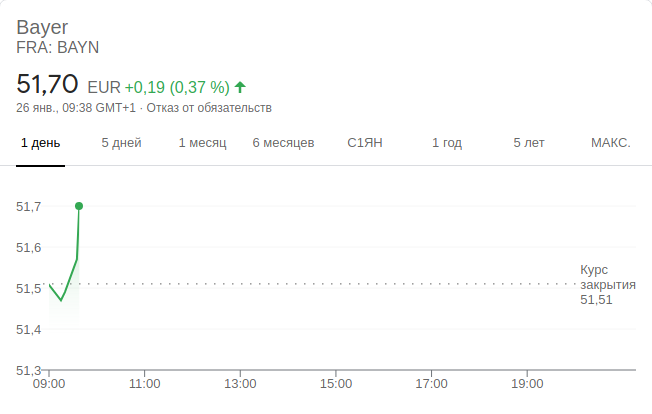 Bayer
FRA: BAYN
51,70 EUR +0,19 (0,37 %)
26 янв., 09:38 GMT+1 · Отказ от обязательств
1 день 5 дней 1 месяц 6 месяцев С1ЯН 1 год 5 лет МАКС.
51,7
51,6
51,5
51,4
51,3
Курс
закрытия
51,51
09:00 11:00 13:00 15:00 17:00 19:00